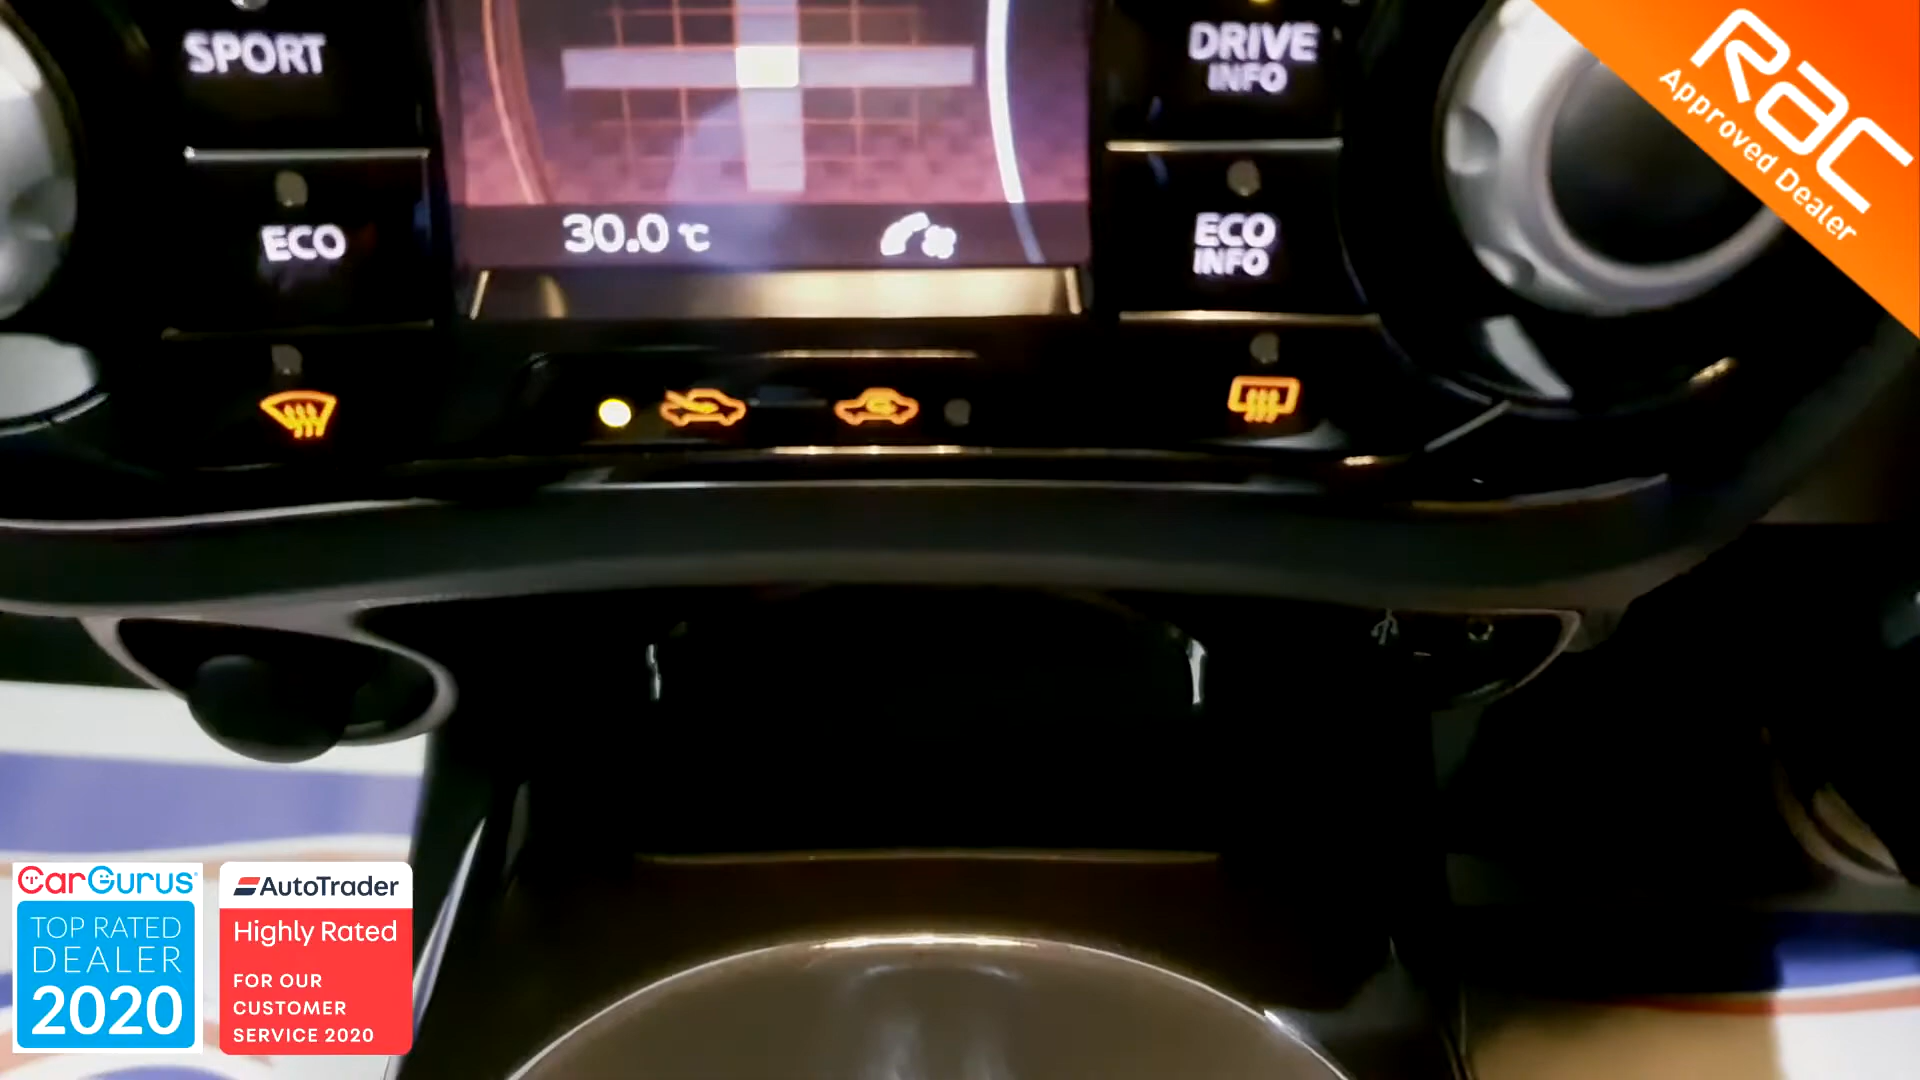 SPORT
DRIVE
INFO
ECO
ECO
INFO
30.0 °C
RAC
Approved Dealer
CarGurus
TOP RATED
DEALER
2020
AutoTrader
Highly Rated
FOR OUR
CUSTOMER
SERVICE 2020